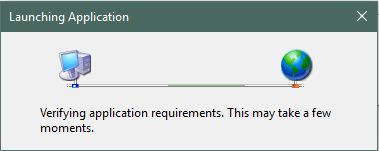 Launching Application
Verifying application requirements. This may take a few
moments.